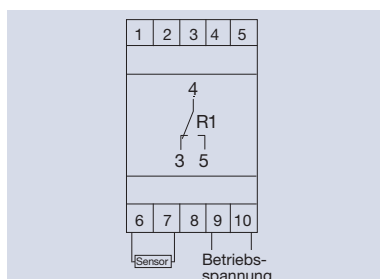 1 2 3 4 5
4
R1
3 5
6 7 8 9 10
Sensor
Betriebs-
spannung